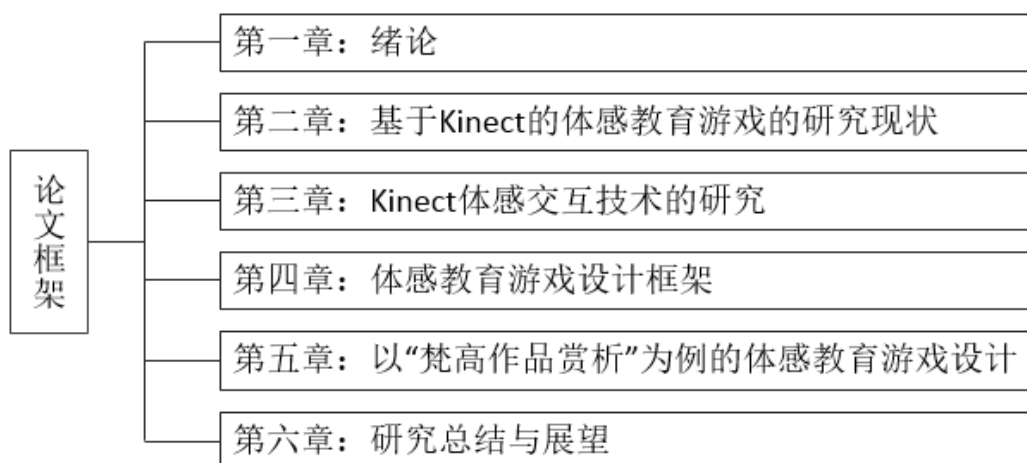 论文框架
第一章：绪论
第二章：基于Kinect的体感教育游戏的研究现状
第三章：Kinect体感交互技术的研究
第四章：体感教育游戏设计框架
第五章：以“梵高作品赏析”为例的体感教育游戏设计
第六章：研究总结与展望